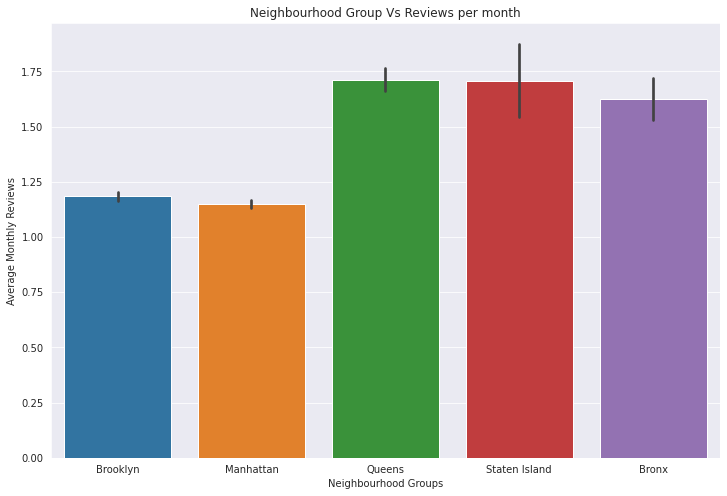 Neighbourhood Group Vs Reviews per month
Average Monthly Reviews
1.75
1.50
1.25
1.00
0.75
0.50
0.25
0.00
Brooklyn Manhattan Queens Staten Island Bronx
Neighbourhood Groups